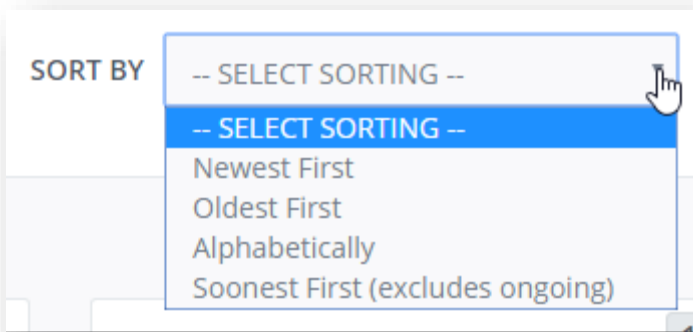 SORT BY -- SELECT SORTING --
-- SELECT SORTING --
Newest First
Oldest First
Alphabetically
Soonest First (excludes ongoing)